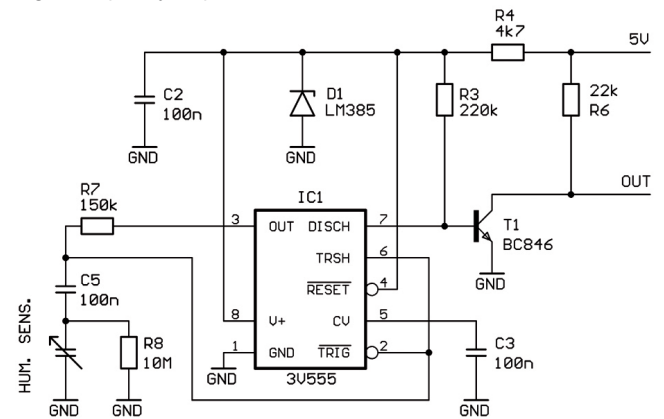 R4
4k7
5V
C2
100n
GND
D1
LM385
GND
R3
220k
22k
R6
R7
150k
IC1
OUT
3 OUT DISCH 7
T1
BC846
GND
TRSH 6
RESET 4
C5
100n
8 V+ CV 5
HUM. SENS.
R8
10M
1 GND TRIG 2
C3
100n
GND
3V555
GND
GND
GND